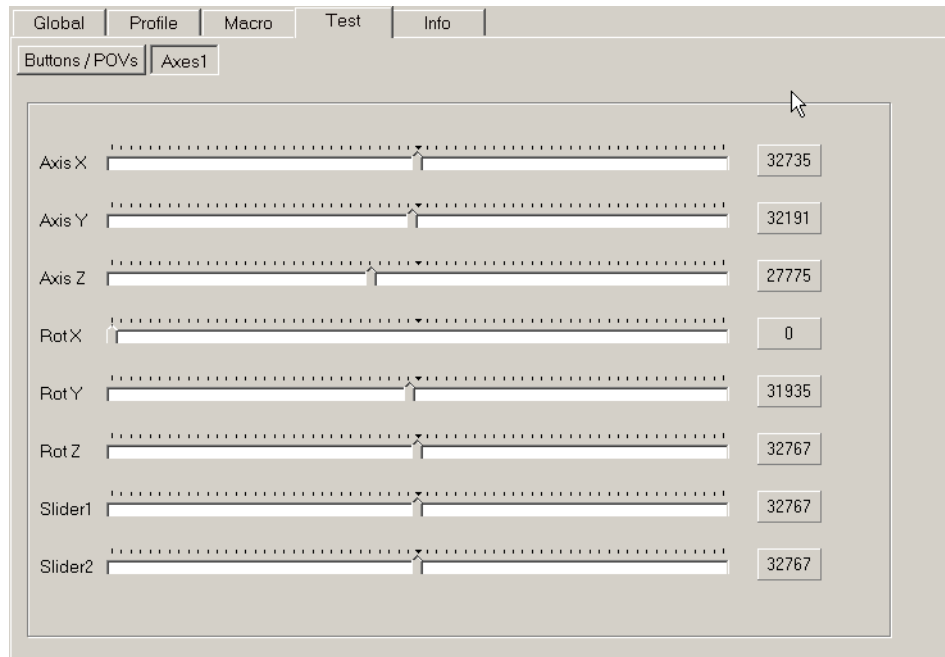 Global Profile Macro Test Info
Buttons / POVs Axes1
Axis X 32735
Axis Y 32191
Axis Z 27775
Rot X 0
Rot Y 31935
Rot Z 32767
Slider1 32767
Slider2 32767